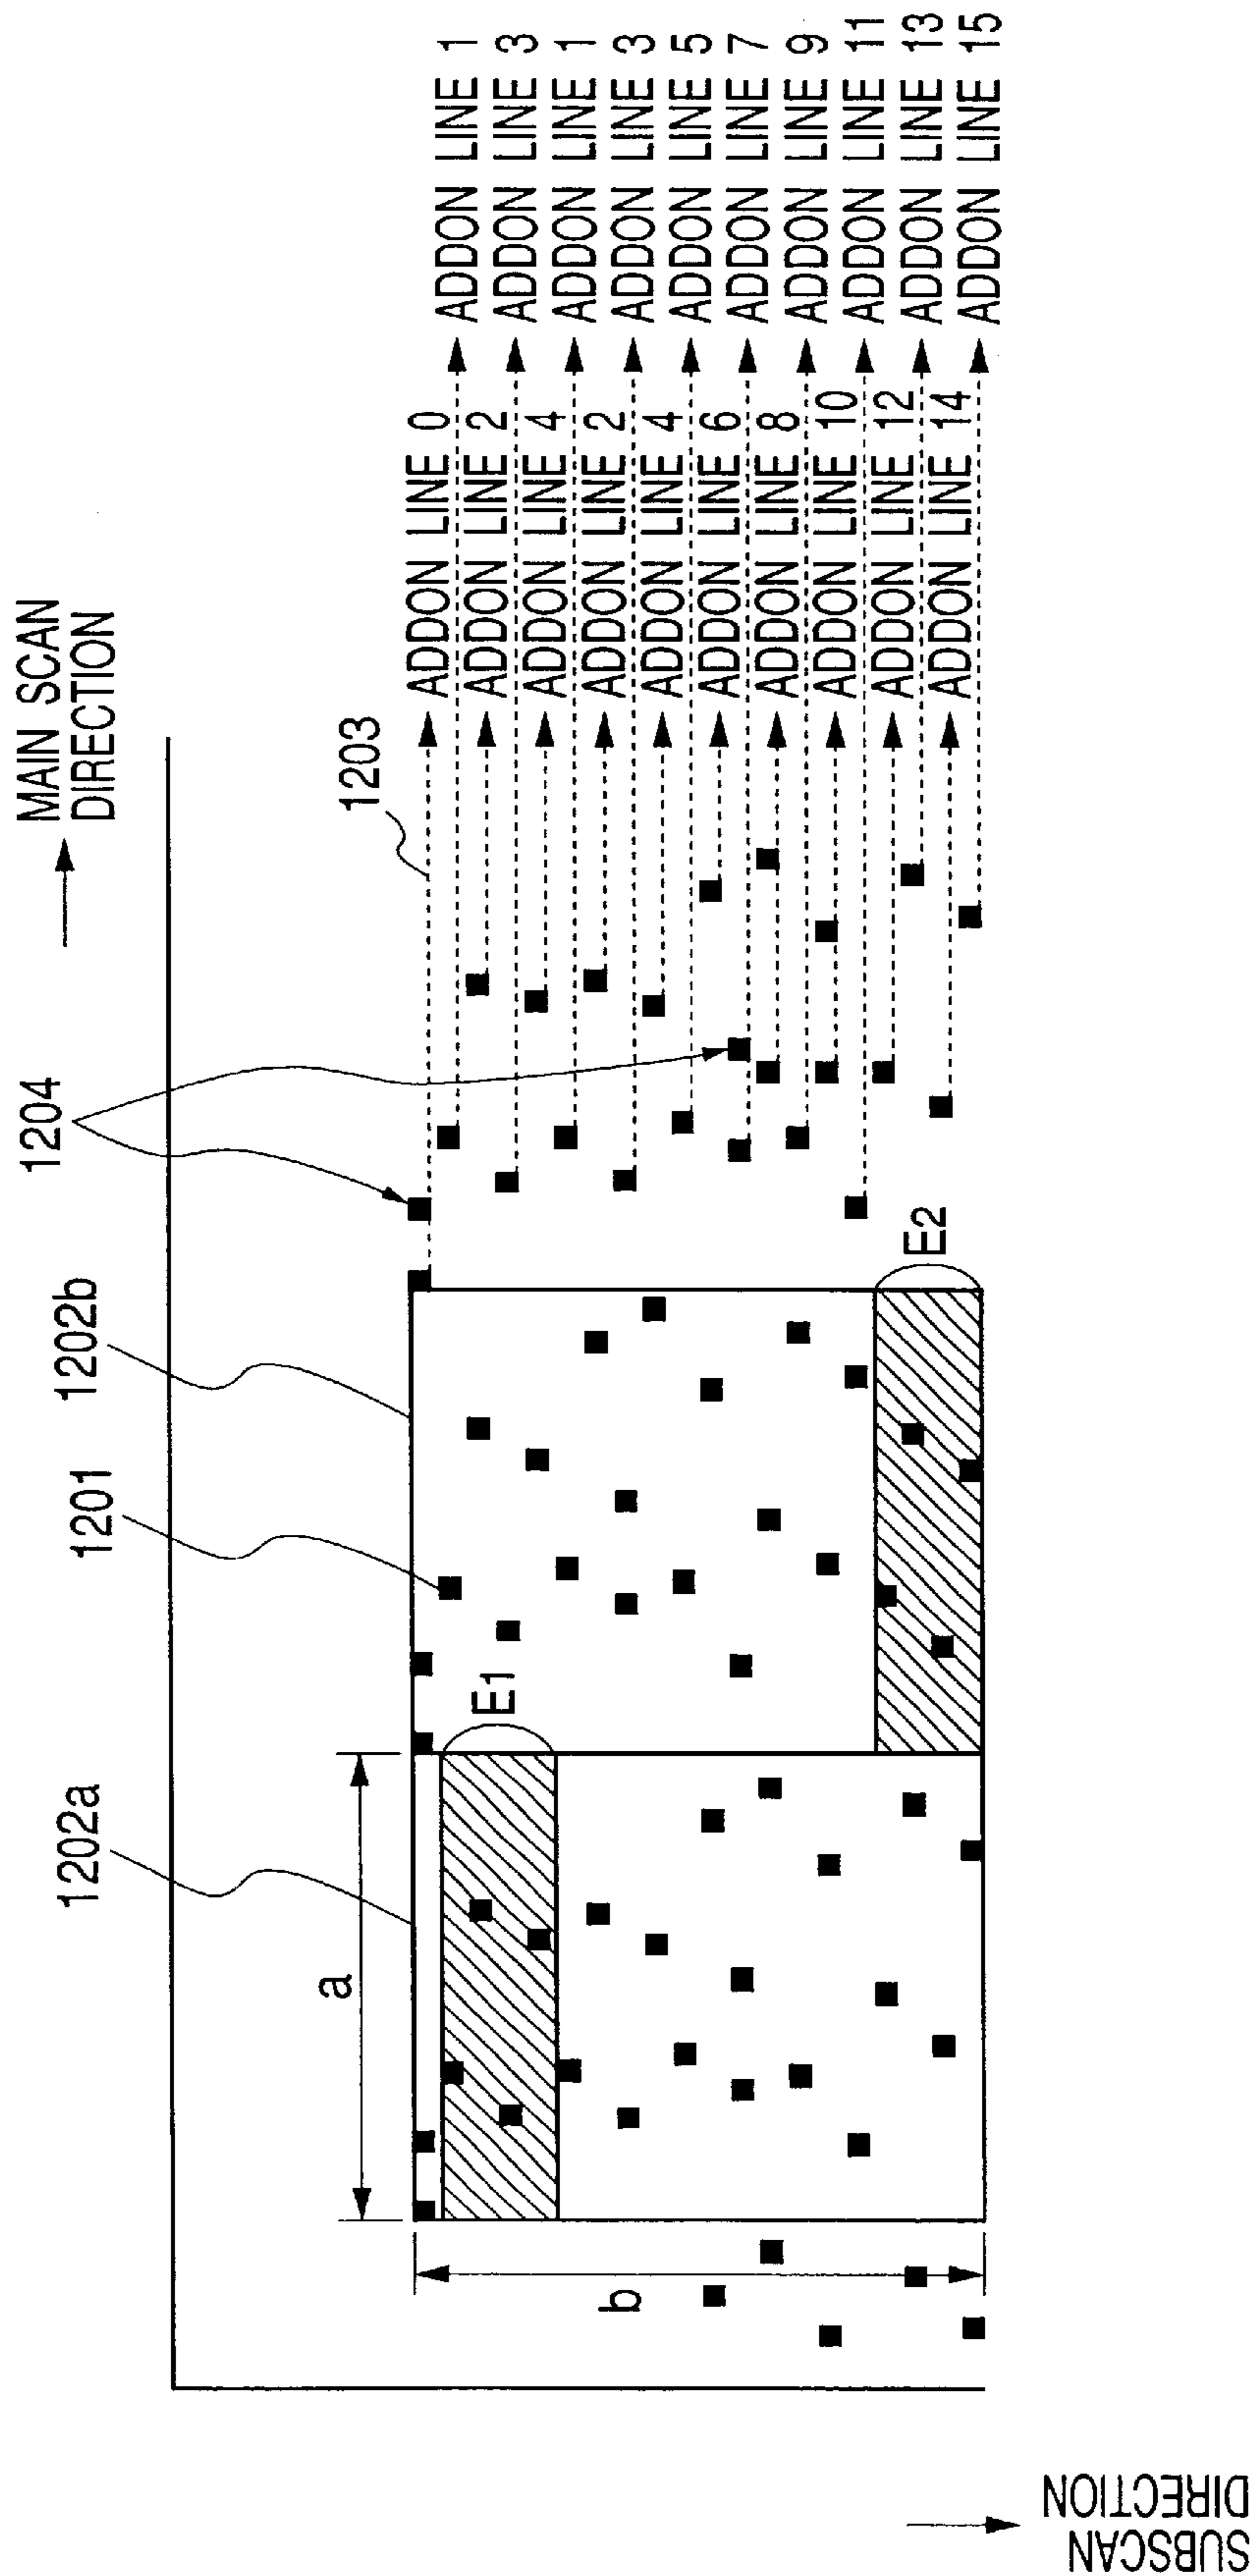 MAIN SCAN
DIRECTION
1202a
1201
1202b
1204
1203
a
E1
E2
b
ADDON LINE 0
ADDON LINE 1
ADDON LINE 2
ADDON LINE 3
ADDON LINE 4
ADDON LINE 1
ADDON LINE 2
ADDON LINE 3
ADDON LINE 4
ADDON LINE 5
ADDON LINE 6
ADDON LINE 7
ADDON LINE 8
ADDON LINE 9
ADDON LINE 10
ADDON LINE 11
ADDON LINE 12
ADDON LINE 13
ADDON LINE 14
ADDON LINE 15
SUBSCAN
DIRECTION